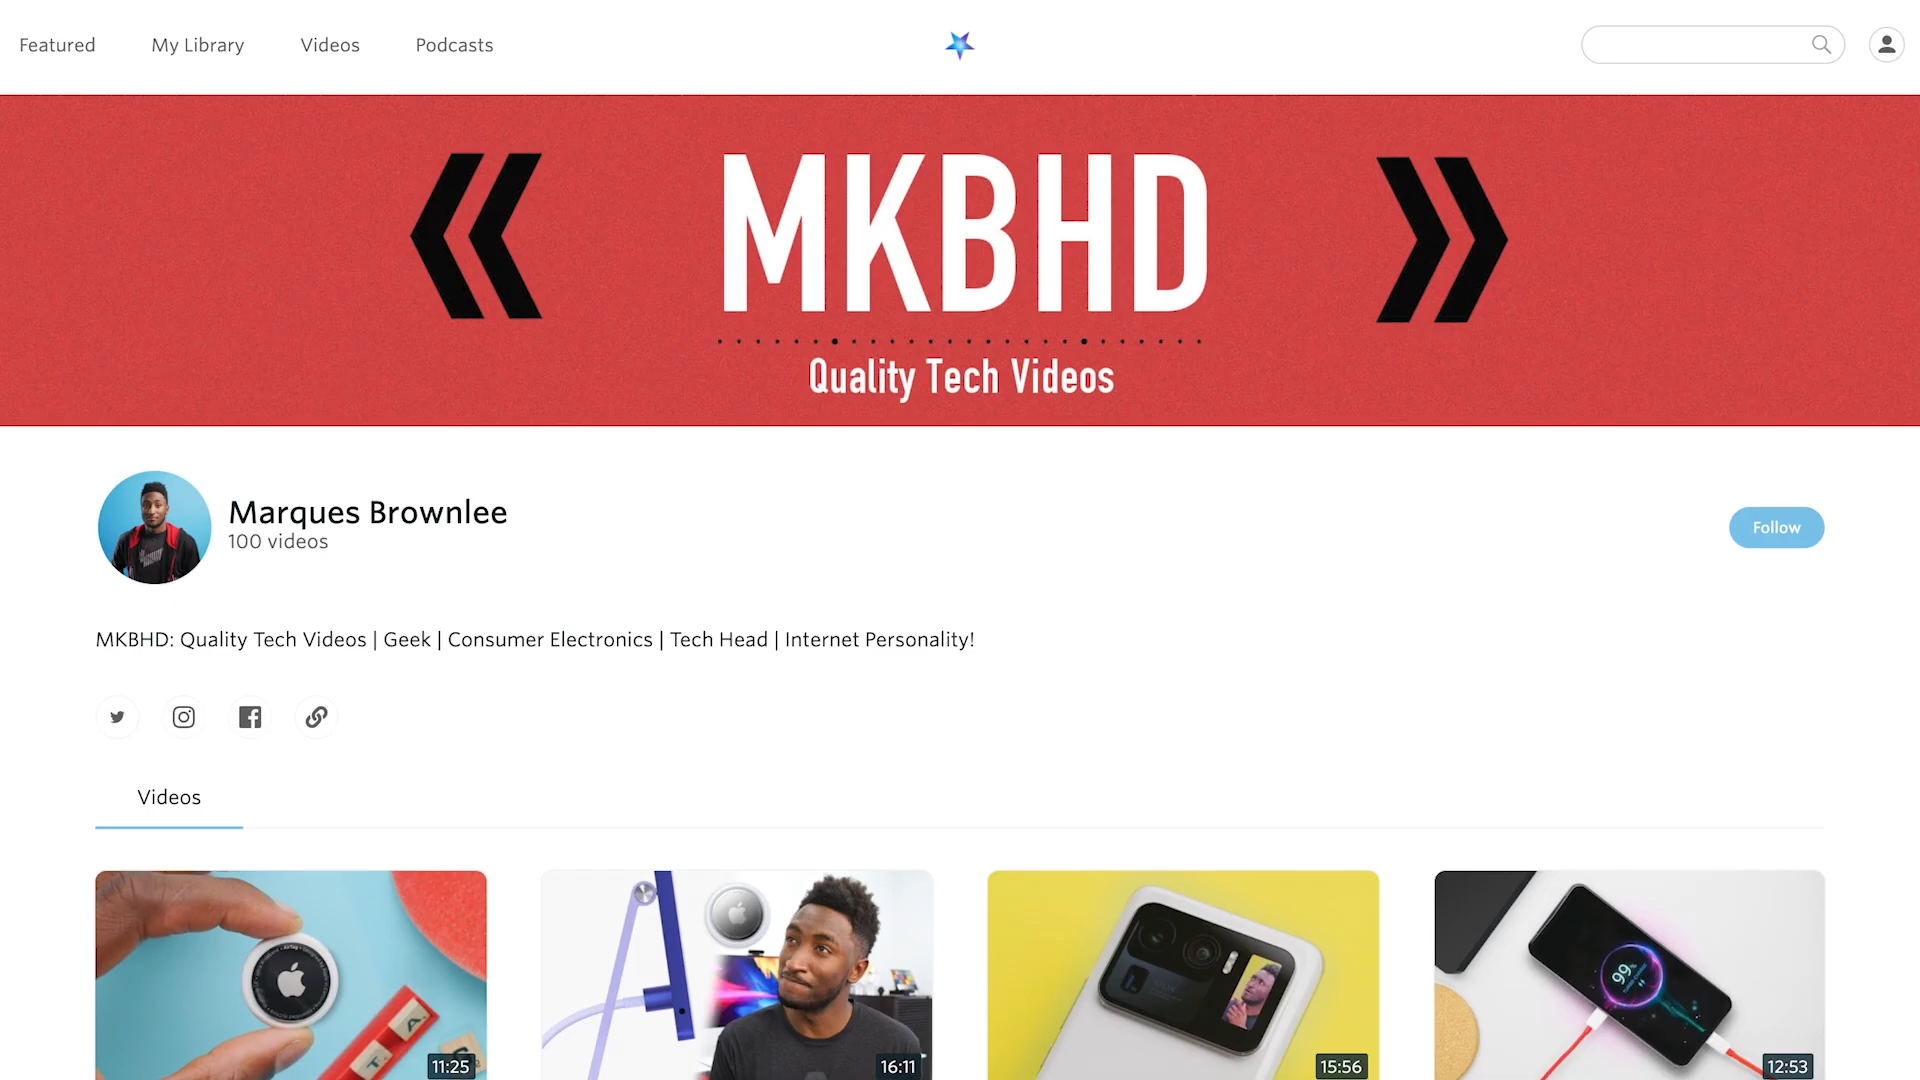 Featured
My Library
Videos
Podcasts
MKBHD
Quality Tech Videos
Marques Brownlee
100 videos
Follow
MKBHD: Quality Tech Videos | Geek | Consumer Electronics | Tech Head | Internet Personality!
Videos
A
T
11:25
16:11
15:56
99%
12:53